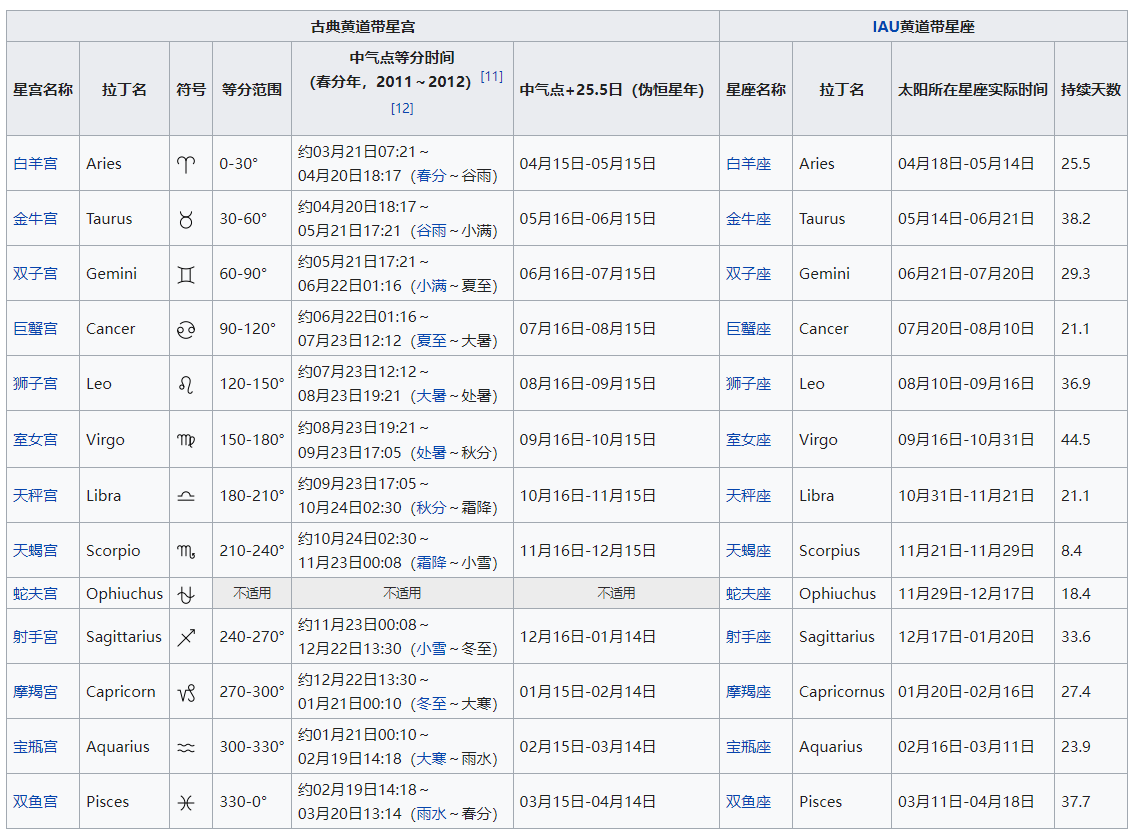 古典黄道带星宫 IAU黄道带星座
星宫名称 拉丁名 符号 等分范围 中气点等分时间
(春分年，2011～2012) [11]
[12] 中气点+25.5日（伪恒星年） 星座名称 拉丁名 太阳所在星座实际时间 持续天数
白羊宫 Aries ♈ 0-30° 约03月21日07:21～
04月20日18:17（春分～谷雨） 04月15日-05月15日 白羊座 Aries 04月18日-05月14日 25.5
金牛宫 Taurus ♉ 30-60° 约04月20日18:17～
05月21日17:21（谷雨～小满） 05月16日-06月15日 金牛座 Taurus 05月14日-06月21日 38.2
双子宫 Gemini ♊ 60-90° 约05月21日17:21～
06月22日01:16（小满～夏至） 06月16日-07月15日 双子座 Gemini 06月21日-07月20日 29.3
巨蟹宫 Cancer ♋ 90-120° 约06月22日01:16～
07月23日12:12（夏至～大暑） 07月16日-08月15日 巨蟹座 Cancer 07月20日-08月10日 21.1
狮子宫 Leo ♌ 120-150° 约07月23日12:12～
08月23日19:21（大暑～处暑） 08月16日-09月15日 狮子座 Leo 08月10日-09月16日 36.9
室女宫 Virgo ♍ 150-180° 约08月23日19:21～
09月23日17:05（处暑～秋分） 09月16日-10月15日 室女座 Virgo 09月16日-10月31日 44.5
天秤宫 Libra ♎ 180-210° 约09月23日17:05～
10月24日02:30（秋分～霜降） 10月16日-11月15日 天秤座 Libra 10月31日-11月21日 21.1
天蝎宫 Scorpio ♏ 210-240° 约10月24日02:30～
11月23日00:08（霜降～小雪） 11月16日-12月15日 天蝎座 Scorpius 11月21日-11月29日 8.4
蛇夫宫 Ophiuchus ⛎ 不适用 不适用 不适用 蛇夫座 Ophiuchus 11月29日-12月17日 18.4
射手宫 Sagittarius ♐ 240-270° 约11月23日00:08～
12月22日13:30（小雪～冬至） 12月16日-01月14日 射手座 Sagittarius 12月17日-01月20日 33.6
摩羯宫 Capricorn ♑ 270-300° 约12月22日13:30～
01月21日00:10（冬至～大寒） 01月15日-02月14日 摩羯座 Capricornus 01月20日-02月16日 27.4
宝瓶宫 Aquarius ♒ 300-330° 约01月21日00:10～
02月19日14:18（大寒～雨水） 02月15日-03月14日 宝瓶座 Aquarius 02月16日-03月11日 23.9
双鱼宫 Pisces ♓ 330-0° 约02月19日14:18～
03月20日13:14（雨水～春分） 03月15日-04月14日 双鱼座 Pisces 03月11日-04月18日 37.7